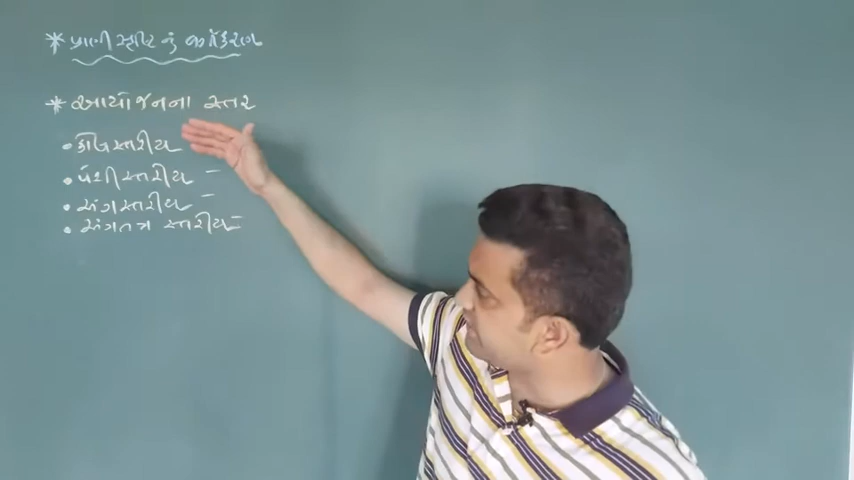 * પ્રાણી સૃષ્ટિ નું વર્ગીકરણ
* આયોજનના સ્તર
• કોષસ્તરીય
• પેશીસ્તરીય -
• અંગસ્તરીય -
• અંગતંત્ર સ્તરીય -